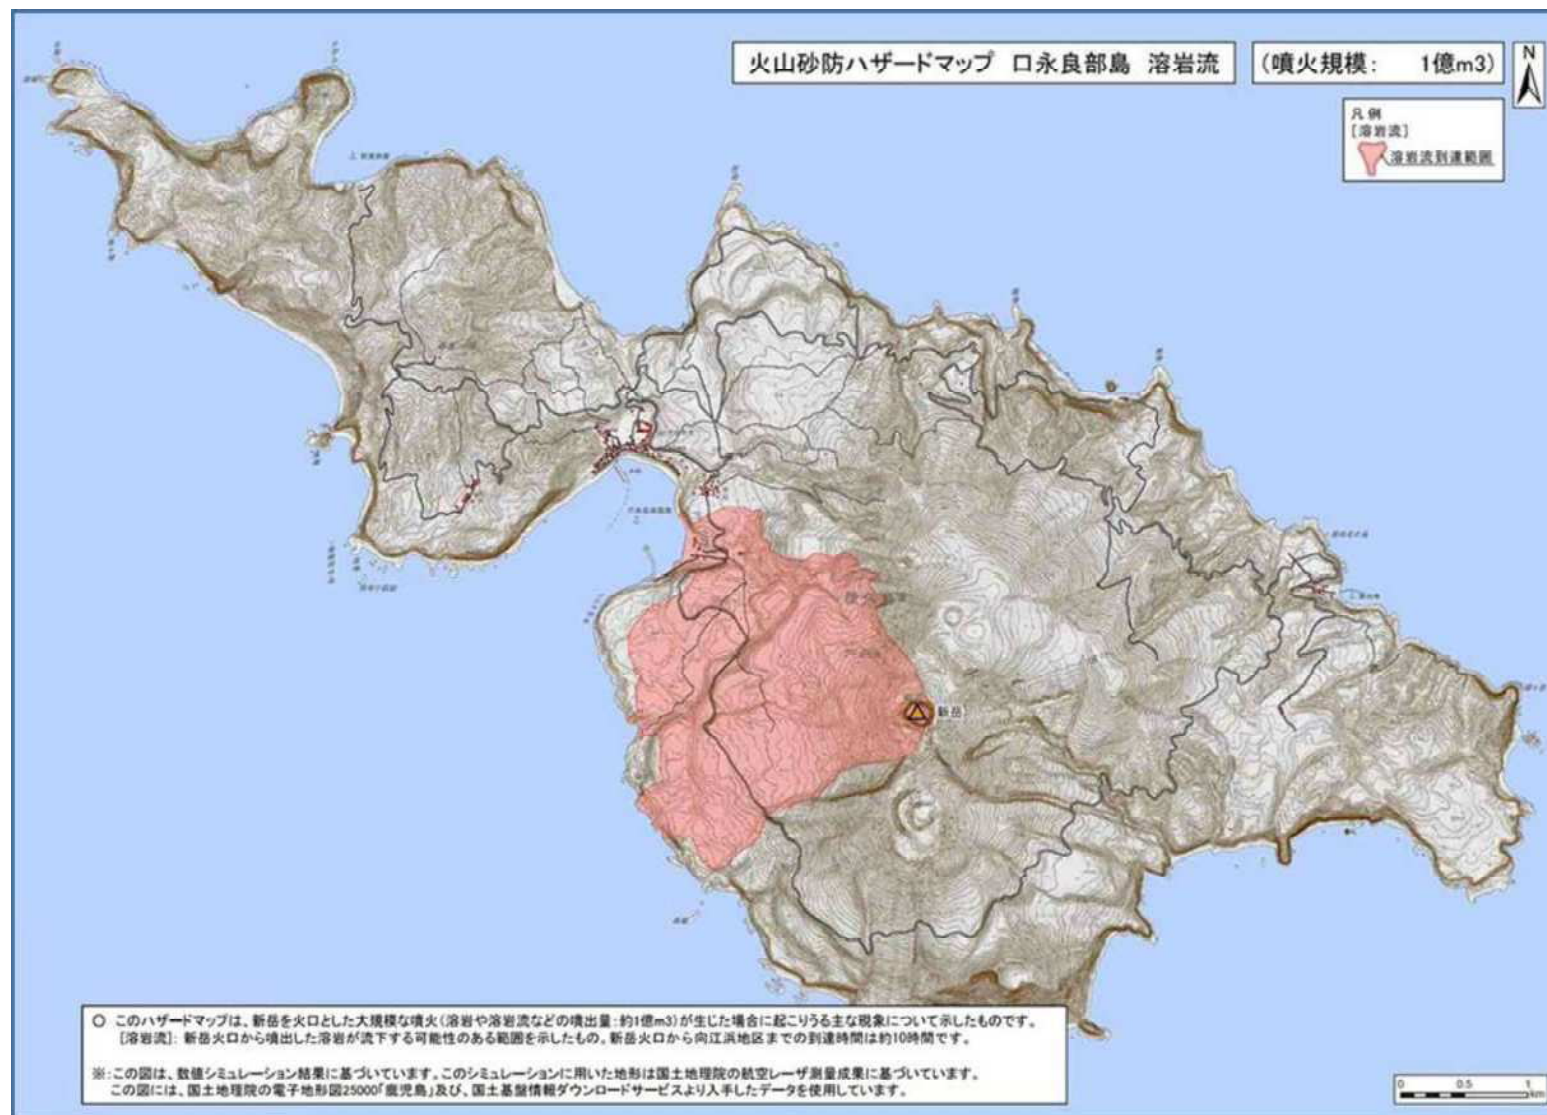 火山砂防ハザードマップ 口永良部島 溶岩流
(噴火規模: 1億m3)
N
凡例
[溶岩流]
溶岩流到達範囲
新岳
○ このハザードマップは、新岳を火口とした大規模な噴火(溶岩や溶岩流などの噴出量:約1億m3)が生じた場合に起こりうる主な現象について示したものです。
[溶岩流]: 新岳火口から噴出した溶岩が流下する可能性のある範囲を示したもの。新岳火口から向江浜地区までの到達時間は約10時間です。
※:この図は、数値シミュレーション結果に基づいています。このシミュレーションに用いた地形は国土地理院の航空レーザ測量成果に基づいています。
この図には、国土地理院の電子地形図25000「鹿児島」及び、国土基盤情報ダウンロードサービスより入手したデータを使用しています。
0 0.5 1
km